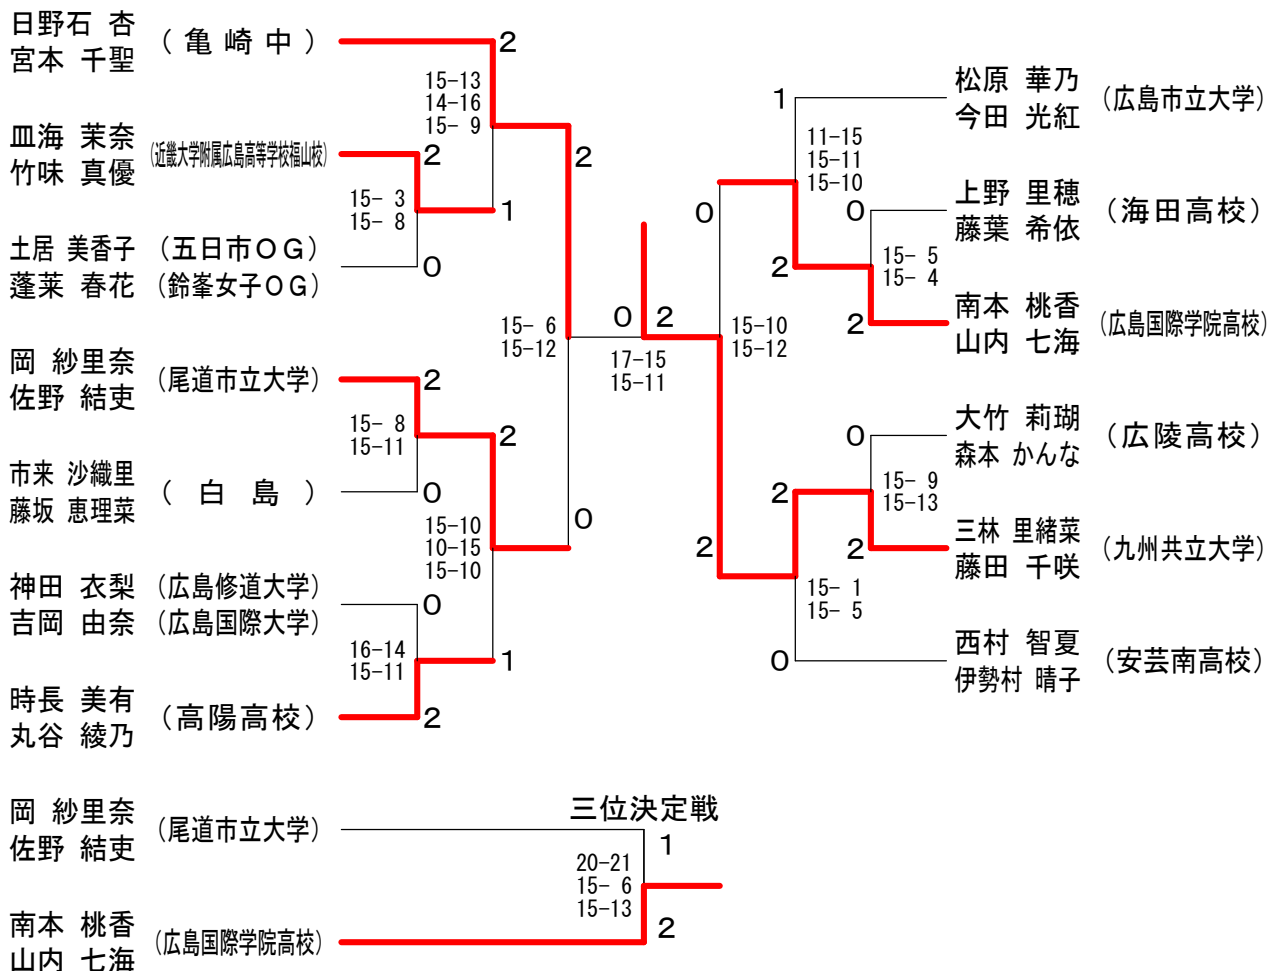 日野石 杏
宮本 千聖
(亀崎中)
2
15-13
14-16
15- 9
皿海 茉奈
竹味 真優
(近畿大学附属広島高等学校福山校)
2
2
15- 3
15- 8
1
土居 美香子
蓬莱 春花
(五日市OG)
(鈴峯女子OG)
0
15- 6
15-12
岡 紗里奈
佐野 結吏
(尾道市立大学)
2
15- 8
15-11
2
市来 沙織里
藤坂 恵理菜
(白島)
0
15-10
10-15
15-10
0
神田 衣梨
吉岡 由奈
(広島修道大学)
(広島国際大学)
0
16-14
15-11
1
時長 美有
丸谷 綾乃
(高陽高校)
2
0
2
17-15
15-11
1
松原 華乃
今田 光紅
(広島市立大学)
11-15
15-11
15-10
0
0
上野 里穂
藤葉 希依
(海田高校)
2
15- 5
15- 4
2
南本 桃香
山内 七海
(広島国際学院高校)
15-10
15-12
0
大竹 莉瑚
森本 かんな
(広陵高校)
2
15- 9
15-13
2
2
三林 里緒菜
藤田 千咲
(九州共立大学)
15- 1
15- 5
0
西村 智夏
伊勢村 晴子
(安芸南高校)
三位決定戦
岡 紗里奈
佐野 結吏
(尾道市立大学)
1
20-21
15- 6
15-13
2
南本 桃香
山内 七海
(広島国際学院高校)